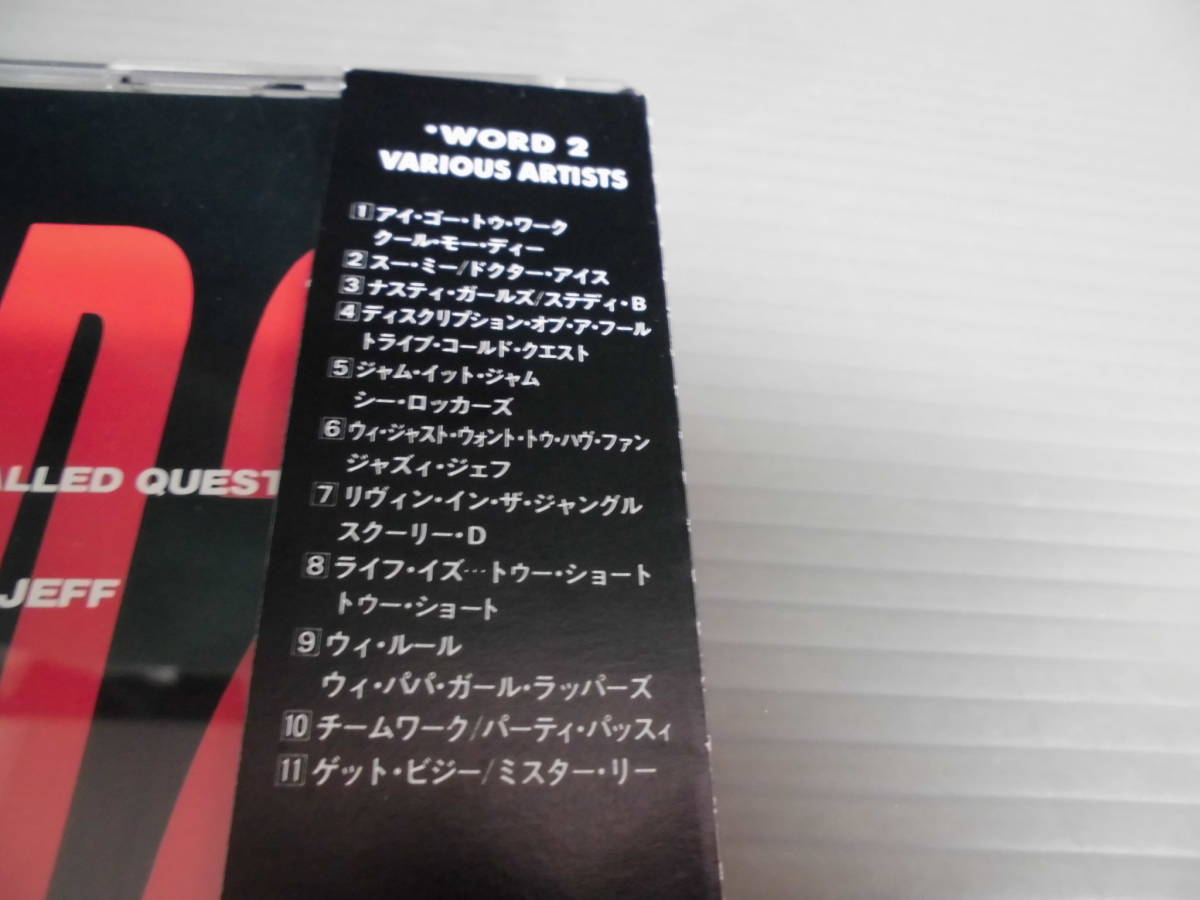 *WORD 2
VARIOUS ARTISTS
1 アイ・ゴー・トゥ・ワーク
クール・モー・ディー
2 スー・ミー/ドクター・アイス
3 ナスティ・ガールズ/ステディ・B
4 ディスクリプション・オブ・ア・フール
トライブ・コールド・クエスト
5 ジャム・イット・ジャム
シー・ロッカーズ
6 ウィ・ジャスト・ウォント・トゥ・ハヴ・ファン
ジャズィ・ジェフ
7 リヴィン・イン・ザ・ジャングル
スクーリー・D
8 ライフ・イズ…トゥー・ショート
トゥー・ショート
9 ウィ・ルール
ウィ・パパ・ガール・ラッパーズ
10 チームワーク/パーティ・パッスィ
11 ゲット・ビジー/ミスター・リー
ALLED QUEST
JEFF